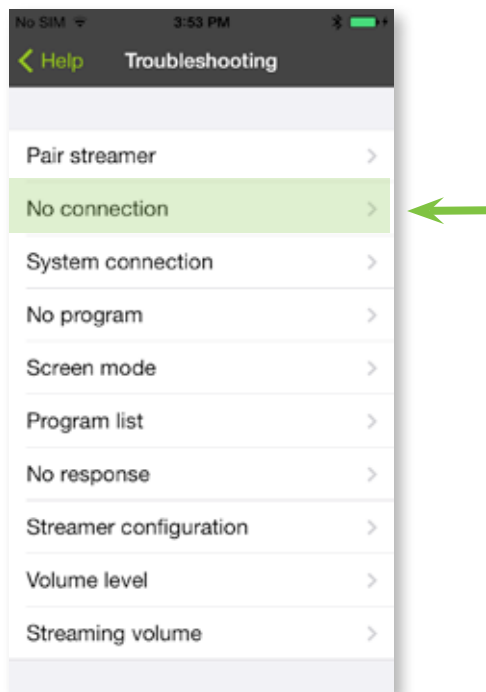 No SIM 3:53 PM
Help Troubleshooting
Pair streamer
No connection
System connection
No program
Screen mode
Program list
No response
Streamer configuration
Volume level
Streaming volume